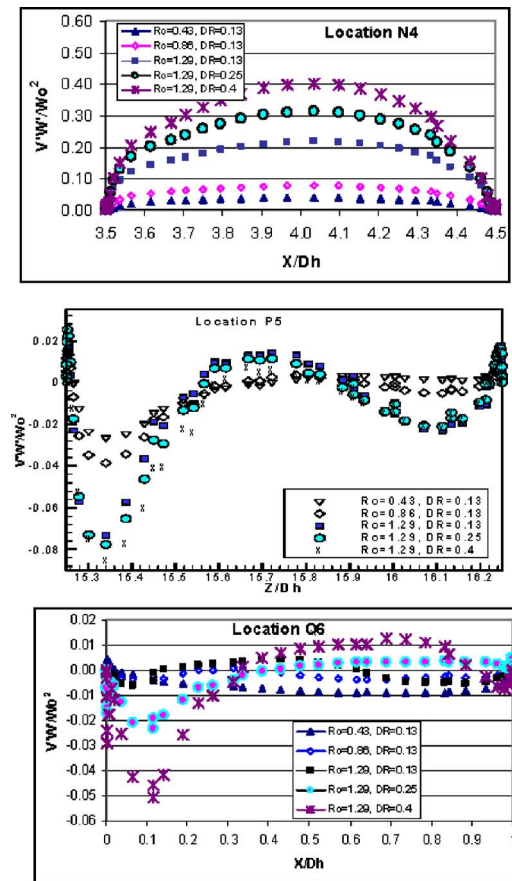 Location N4
Ro=0.43, DR=0.13
Ro=0.86, DR=0.13
Ro=1.29, DR=0.13
Ro=1.29, DR=0.25
Ro=1.29, DR=0.4
V'W'/Wo²
0.60
0.50
0.40
0.30
0.20
0.10
0.00
3.5 3.6 3.7 3.8 3.9 4.0 4.1 4.2 4.3 4.4 4.5
X/Dh
Location P5
V'W'/Wo²
0.02
0
-0.02
-0.04
-0.06
-0.08
Ro=0.43, DR=0.13
Ro=0.86, DR=0.13
Ro=1.29, DR=0.13
Ro=1.29, DR=0.25
Ro=1.29, DR=0.4
15.3 15.4 15.5 15.6 15.7 15.8 15.9 16 16.1 16.2
Z/Dh
Location Q6
V'W'/Wo²
0.02
0.01
0.00
-0.01
-0.02
-0.03
-0.04
-0.05
-0.06
Ro=0.43, DR=0.13
Ro=0.86, DR=0.13
Ro=1.29, DR=0.13
Ro=1.29, DR=0.25
Ro=1.29, DR=0.4
0 0.1 0.2 0.3 0.4 0.5 0.6 0.7 0.8 0.9 1
X/Dh